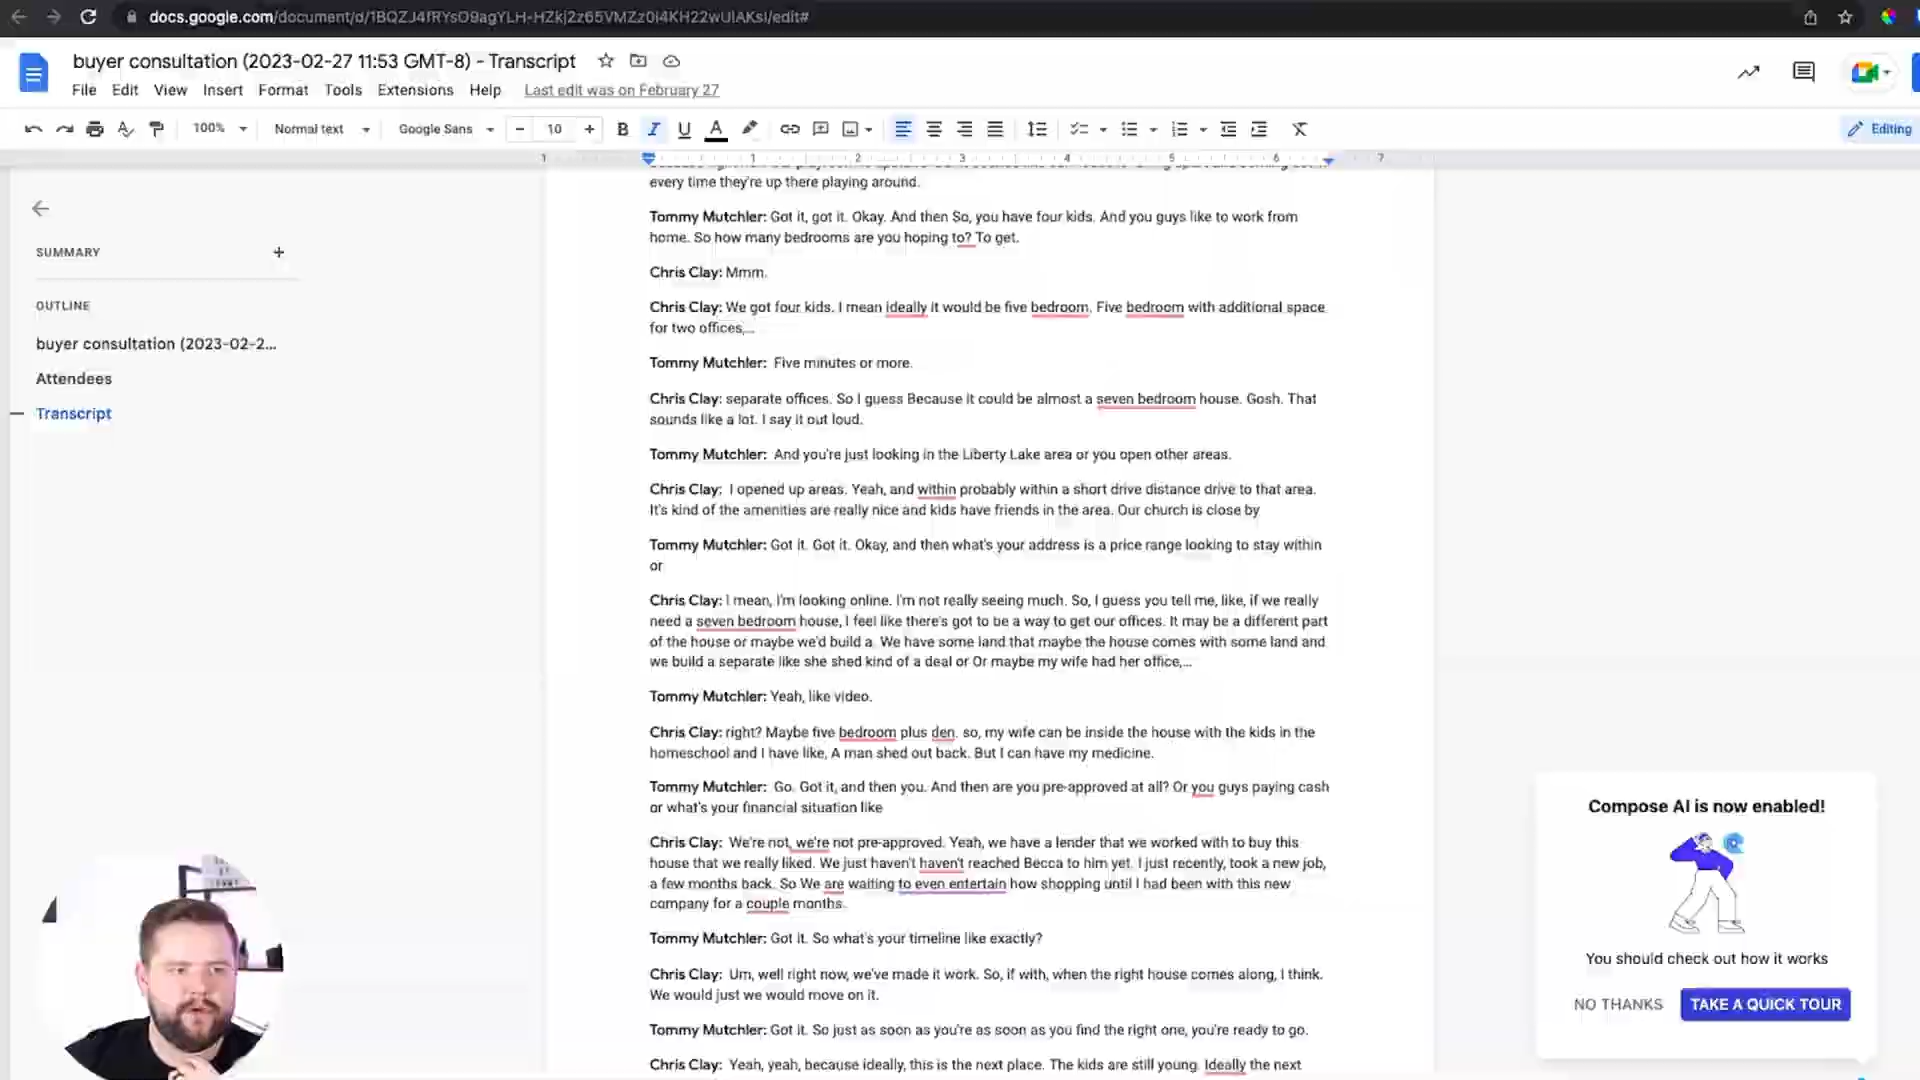 docs.google.com/document/d/1BQZJ4fRYsO9agYLH-HZkj2z65VMZz0i4KH22wUlAKsI/edit#
buyer consultation (2023-02-27 11:53 GMT-8) - Transcript
File Edit View Insert Format Tools Extensions Help Last edit was on February 27
100% Normal text Google Sans - 10 + B I U A Editing
1 1 2 3 4 5 6 7
every time they're up there playing around.
Tommy Mutchler: Got it, got it. Okay. And then So, you have four kids. And you guys like to work from
home. So how many bedrooms are you hoping to? To get.
Chris Clay: Mmm.
Chris Clay: We got four kids. I mean ideally it would be five bedroom. Five bedroom with additional space
for two offices,…
Tommy Mutchler: Five minutes or more.
Chris Clay: separate offices. So I guess Because it could be almost a seven bedroom house. Gosh. That
sounds like a lot. I say it out loud.
Tommy Mutchler: And you're just looking in the Liberty Lake area or you open other areas.
Chris Clay: I opened up areas. Yeah, and within probably within a short drive distance drive to that area.
It's kind of the amenities are really nice and kids have friends in the area. Our church is close by
Tommy Mutchler: Got it. Got it. Okay, and then what's your address is a price range looking to stay within
or
Chris Clay: I mean, I'm looking online. I'm not really seeing much. So, I guess you tell me, like, if we really
need a seven bedroom house, I feel like there's got to be a way to get our offices. It may be a different part
of the house or maybe we'd build a. We have some land that maybe the house comes with some land and
we build a separate like she shed kind of a deal or Or maybe my wife had her office,…
Tommy Mutchler: Yeah, like video.
Chris Clay: right? Maybe five bedroom plus den. so, my wife can be inside the house with the kids in the
homeschool and I have like, A man shed out back. But I can have my medicine.
Tommy Mutchler: Go. Got it, and then you. And then are you pre-approved at all? Or you guys paying cash
or what's your financial situation like
Chris Clay: We're not, we're not pre-approved. Yeah, we have a lender that we worked with to buy this
house that we really liked. We just haven't haven't reached Becca to him yet. I just recently, took a new job,
a few months back. So We are waiting to even entertain how shopping until I had been with this new
company for a couple months.
Tommy Mutchler: Got it. So what's your timeline like exactly?
Chris Clay: Um, well right now, we've made it work. So, if with, when the right house comes along, I think.
We would just we would move on it.
Tommy Mutchler: Got it. So just as soon as you're as soon as you find the right one, you're ready to go.
Chris Clay: Yeah, yeah, because ideally, this is the next place. The kids are still young. Ideally the next
SUMMARY +
OUTLINE
buyer consultation (2023-02-2...
Attendees
Transcript
Compose AI is now enabled!
You should check out how it works
NO THANKS TAKE A QUICK TOUR